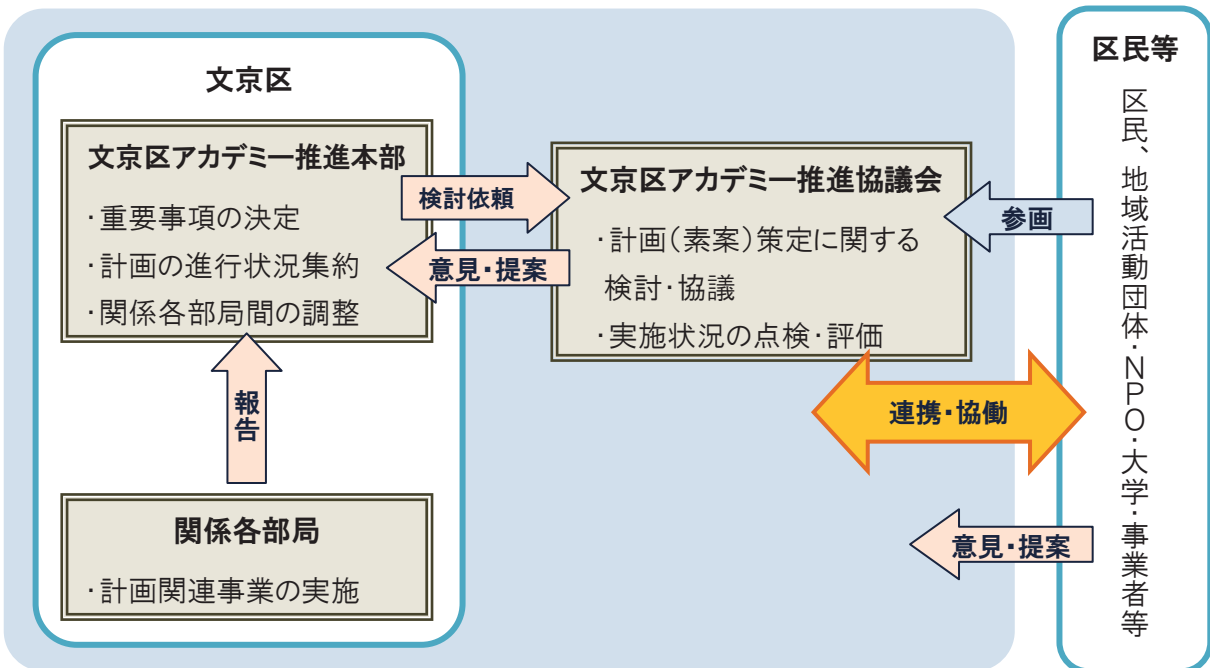 文京区
文京区アカデミー推進本部
・重要事項の決定
・計画の進行状況集約
・関係各部局間の調整
検討依頼
意見・提案
報告
関係各部局
・計画関連事業の実施
文京区アカデミー推進協議会
・計画(素案)策定に関する
検討・協議
・実施状況の点検・評価
参画
連携・協働
意見・提案
区民等
区民、地域活動団体・NPO・大学・事業者等